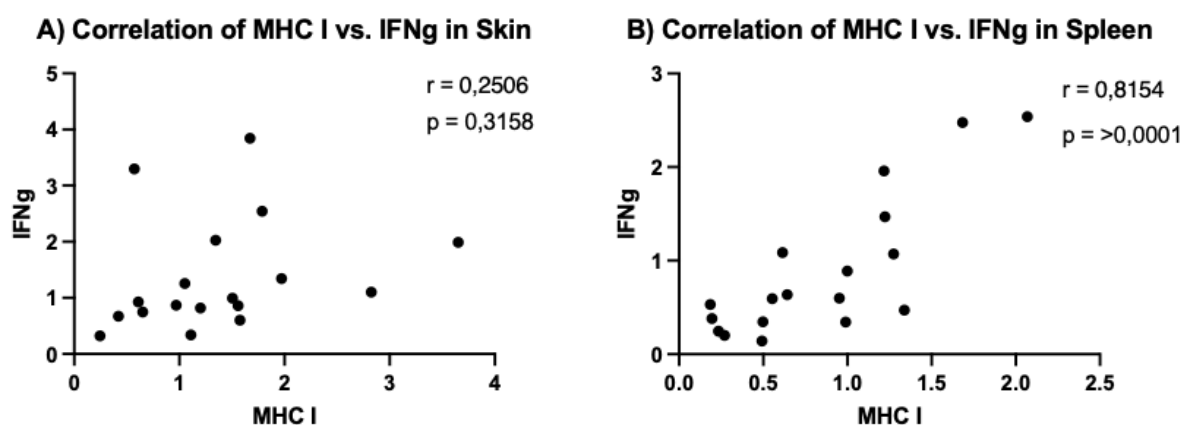 A) Correlation of MHC I vs. IFNg in Skin
r = 0,2506
p = 0,3158
5
4
3
2
1
0
IFNg
0 1 2 3 4
MHC I
B) Correlation of MHC I vs. IFNg in Spleen
r = 0,8154
p = >0,0001
3
2
1
0
IFNg
0.0 0.5 1.0 1.5 2.0 2.5
MHC I